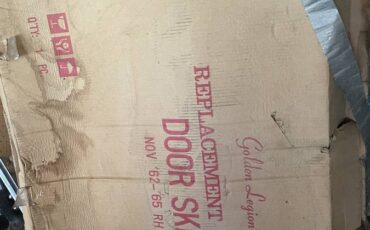 Golden Legion
REPLACEMENT
DOOR SK
NOV '62-'65 RH
QTY: 1 PC